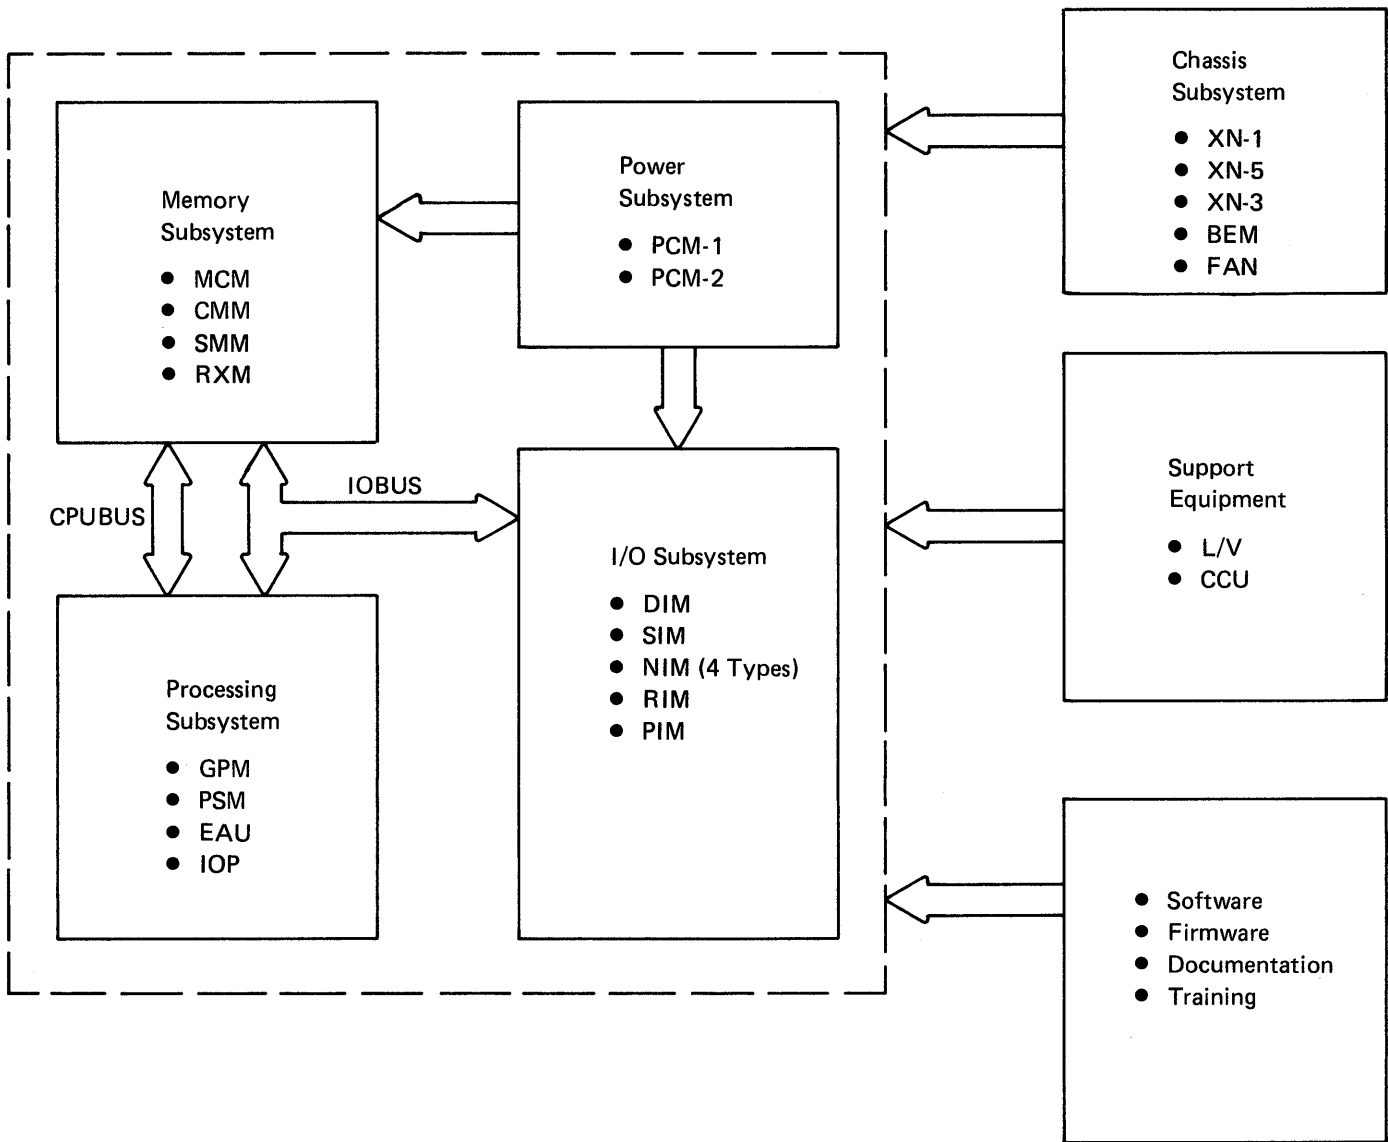 Chassis
Subsystem
● XN-1
● XN-5
● XN-3
● BEM
● FAN
Power
Subsystem
● PCM-1
● PCM-2
Memory
Subsystem
● MCM
● CMM
● SMM
● RXM
CPUBUS
IOBUS
Support
Equipment
● L/V
● CCU
I/O Subsystem
● DIM
● SIM
● NIM (4 Types)
● RIM
● PIM
Processing
Subsystem
● GPM
● PSM
● EAU
● IOP
● Software
● Firmware
● Documentation
● Training